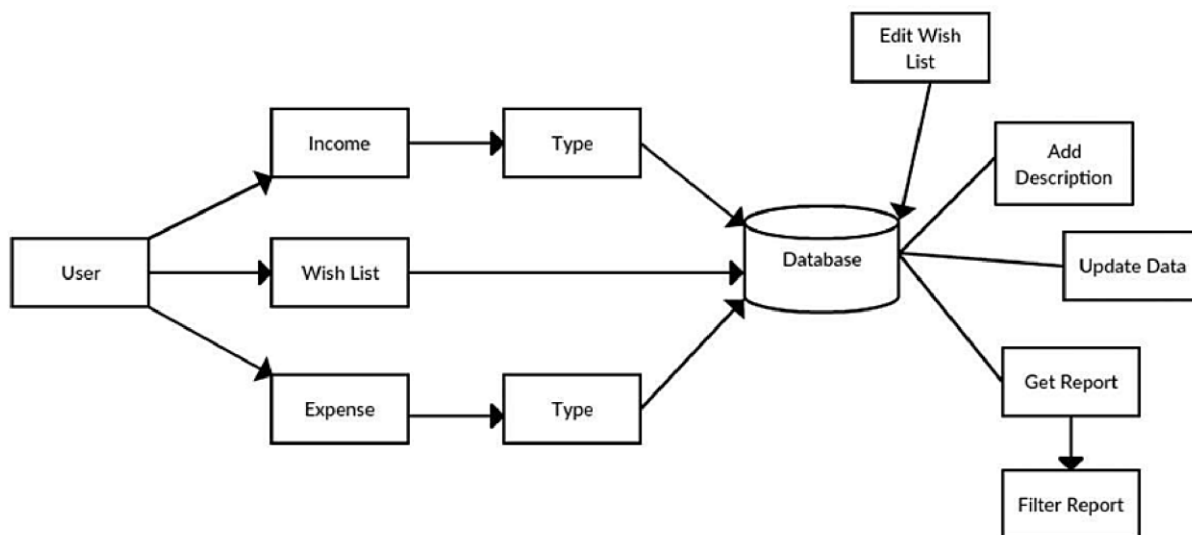 Edit Wish
List
Income
Type
Add
Description
User
Wish List
Database
Update Data
Expense
Type
Get Report
Filter Report